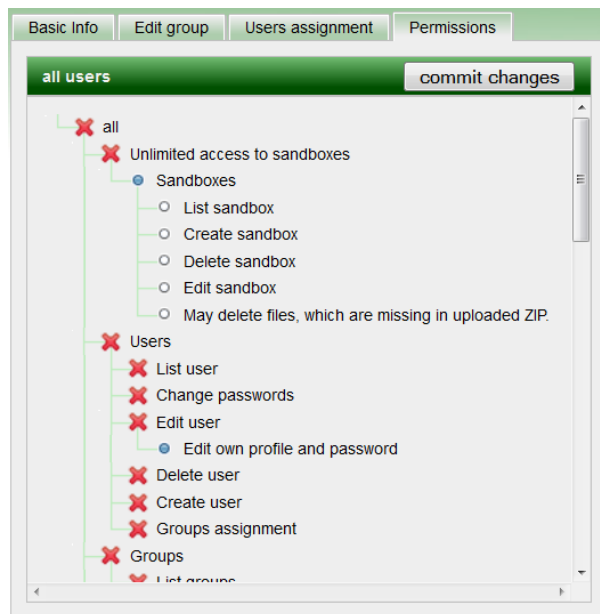 Basic Info
Edit group
Users assignment
Permissions
all users
commit changes
all
Unlimited access to sandboxes
Sandboxes
List sandbox
Create sandbox
Delete sandbox
Edit sandbox
May delete files, which are missing in uploaded ZIP.
Users
List user
Change passwords
Edit user
Edit own profile and password
Delete user
Create user
Groups assignment
Groups
List groups